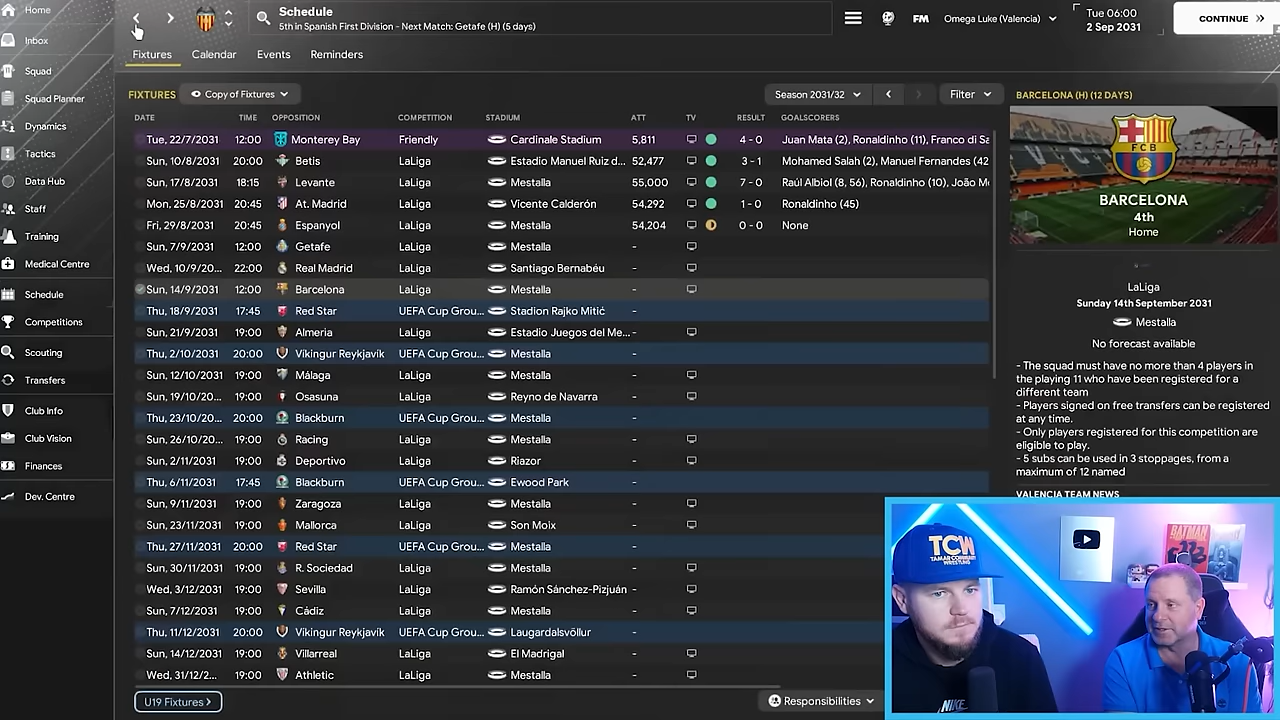 Home
Inbox
Squad
Squad Planner
Dynamics
Tactics
Data Hub
Staff
Training
Medical Centre
Schedule
Competitions
Scouting
Transfers
Club Info
Club Vision
Finances
Dev. Centre
Schedule
5th in Spanish First Division - Next Match: Getafe (H) (5 days)
FM
Omega Luke (Valencia)
Tue 06:00
2 Sep 2031
CONTINUE
Fixtures Calendar Events Reminders
FIXTURES Copy of Fixtures Season 2031/32 Filter
DATE TIME OPPOSITION COMPETITION STADIUM ATT TV RESULT GOALSCORERS
Tue, 22/7/2031 12:00 Monterey Bay Friendly Cardinale Stadium 5,811 4 - 0 Juan Mata (2), Ronaldinho (11), Franco di Sa
Sun, 10/8/2031 20:00 Betis LaLiga Estadio Manuel Ruiz d... 52,477 3 - 1 Mohamed Salah (2), Manuel Fernandes (42
Sun, 17/8/2031 18:15 Levante LaLiga Mestalla 55,000 7 - 0 Raúl Albiol (8, 56), Ronaldinho (10), João M
Mon, 25/8/2031 20:45 At. Madrid LaLiga Vicente Calderón 54,292 1 - 0 Ronaldinho (45)
Fri, 29/8/2031 20:45 Espanyol LaLiga Mestalla 54,204 0 - 0 None
Sun, 7/9/2031 12:00 Getafe LaLiga Mestalla -
Wed, 10/9/20... 22:00 Real Madrid LaLiga Santiago Bernabéu -
Sun, 14/9/2031 12:00 Barcelona LaLiga Mestalla -
Thu, 18/9/2031 17:45 Red Star UEFA Cup Grou... Stadion Rajko Mitić -
Sun, 21/9/2031 19:00 Almeria LaLiga Estadio Juegos del Me... -
Thu, 2/10/2031 20:00 Víkingur Reykjavík UEFA Cup Grou... Mestalla -
Sun, 12/10/2031 19:00 Málaga LaLiga Mestalla -
Sun, 19/10/20... 19:00 Osasuna LaLiga Reyno de Navarra -
Thu, 23/10/20... 20:00 Blackburn UEFA Cup Grou... Mestalla -
Sun, 26/10/20... 19:00 Racing LaLiga Mestalla -
Sun, 2/11/2031 19:00 Deportivo LaLiga Riazor -
Thu, 6/11/2031 17:45 Blackburn UEFA Cup Grou... Ewood Park -
Sun, 9/11/2031 19:00 Zaragoza LaLiga Mestalla -
Sun, 23/11/2031 19:00 Mallorca LaLiga Son Moix -
Thu, 27/11/2031 20:00 Red Star UEFA Cup Grou... Mestalla -
Sun, 30/11/2031 19:00 R. Sociedad LaLiga Mestalla -
Wed, 3/12/2031 19:00 Sevilla LaLiga Ramón Sánchez-Pizjuán -
Sun, 7/12/2031 19:00 Cádiz LaLiga Mestalla -
Thu, 11/12/2031 20:00 Víkingur Reykjavík UEFA Cup Grou... Laugardalsvöllur -
Sun, 14/12/2031 19:00 Villarreal LaLiga El Madrigal -
Wed, 31/12/2... 19:00 Athletic LaLiga Mestalla -
U19 Fixtures >
Responsibilities
BARCELONA (H) (12 DAYS)
FCB
BARCELONA
4th
Home
LaLiga
Sunday 14th September 2031
Mestalla
No forecast available
- The squad must have no more than 4 players in
the playing 11 who have been registered for a
different team
- Players signed on free transfers can be registered
at any time.
- Only players registered for this competition are
eligible to play.
- 5 subs can be used in 3 stoppages, from a
maximum of 12 named
VALENCIA TEAM NEWS
TCW
TAMAR COMMUNITY
WRESTLING
BATMAN
NIKE